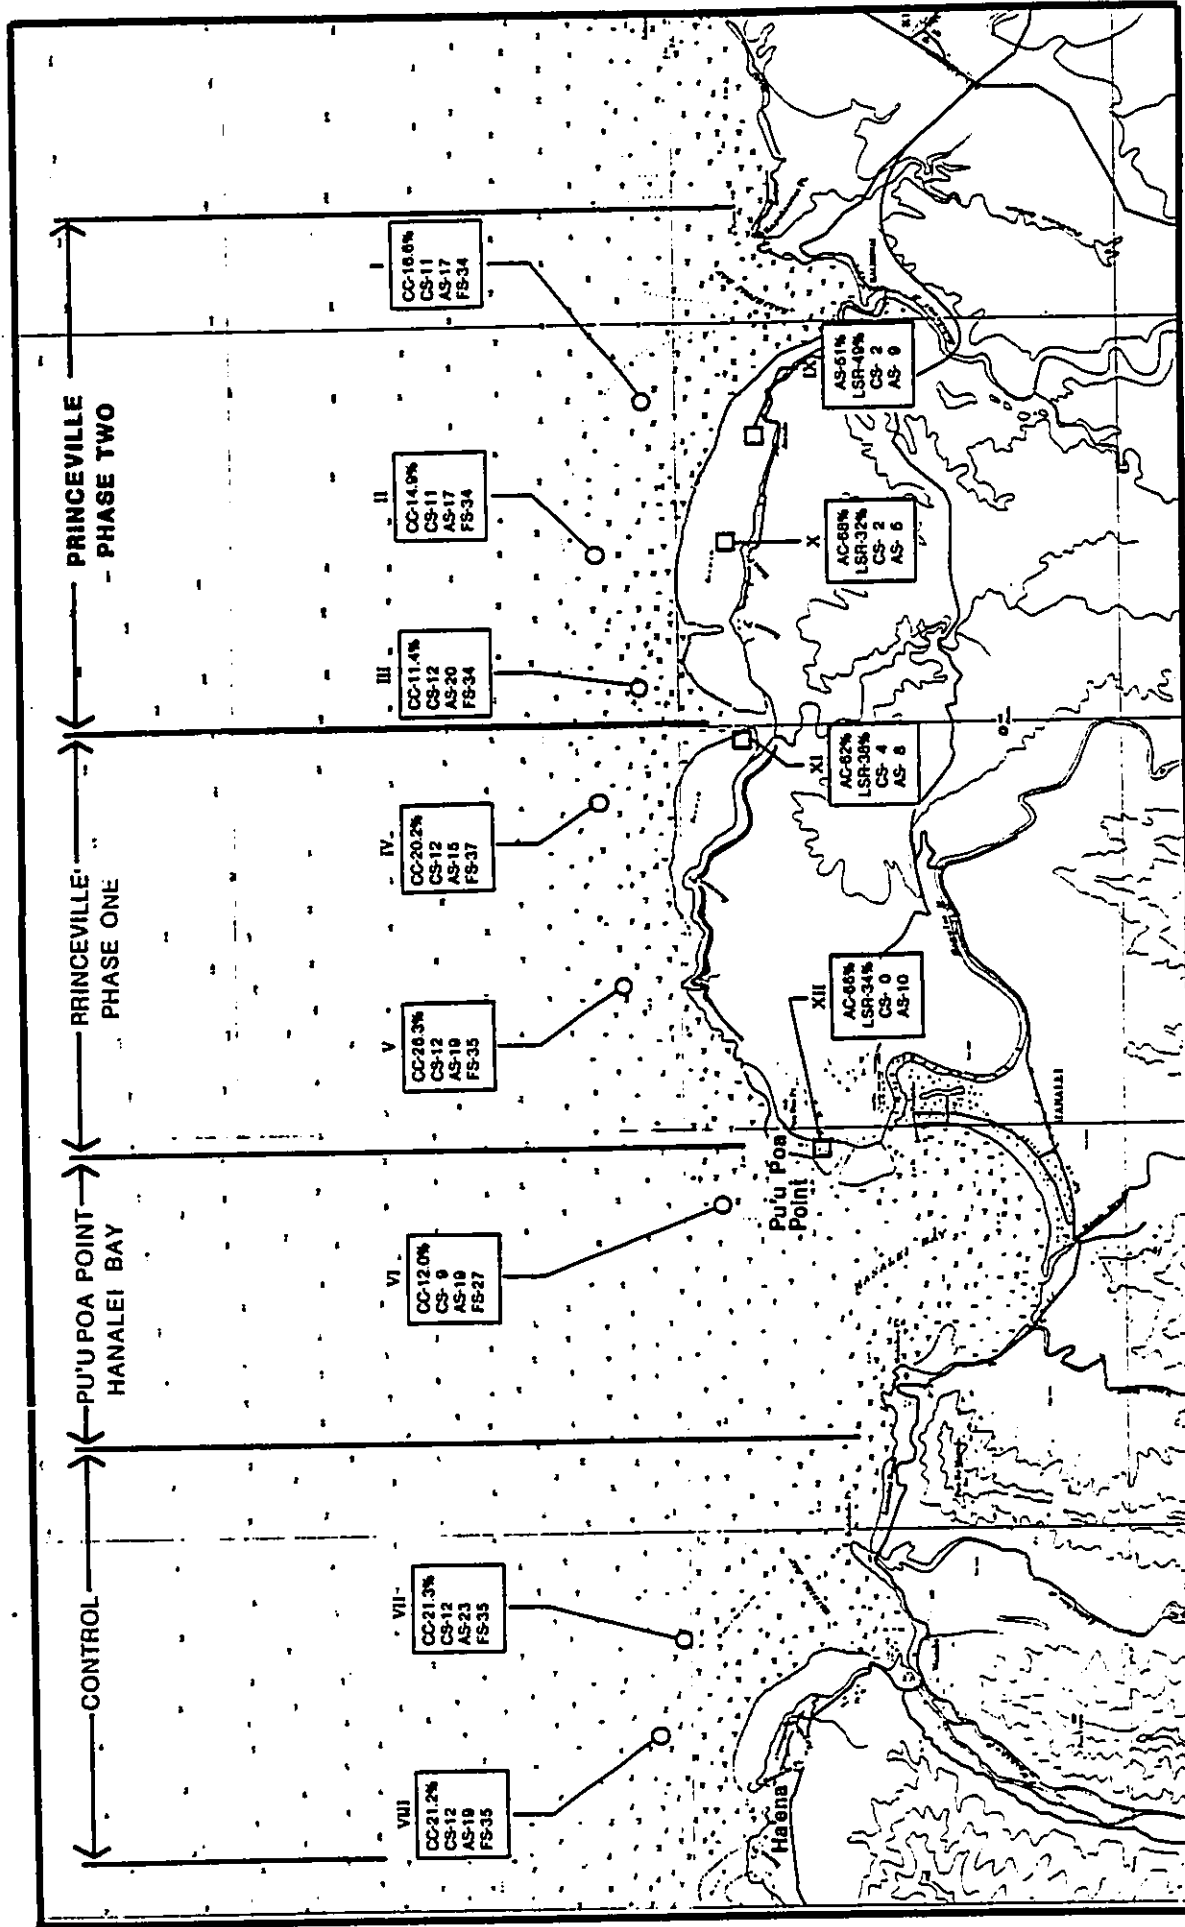 CONTROL
PU'U POA POINT
HANALEI BAY
RRINCEVILLE
PHASE ONE
PRINCEVILLE
- PHASE TWO
VIII
CC-21.2%
CS-12
AS-19
FS-35
VII
CC-21.3%
CS-12
AS-23
FS-35
VI
CC-12.0%
CS- 9
AS-19
FS-27
V
CC-26.3%
CS-12
AS-19
FS-35
IV
CC-20.2%
CS-12
AS-15
FS-37
III
CC-11.4%
CS-12
AS-20
FS-34
II
CC-14.9%
CS-11
AS-17
FS-34
I
CC-16.6%
CS-11
AS-17
FS-34
XII
AC-66%
LSR-34%
CS- 0
AS-10
XI
AC-62%
LSR-38%
CS- 4
AS- 8
X
AC-68%
LSR-32%
CS- 2
AS- 5
IX
AS-51%
LSR-49%
CS- 2
AS- 9
Ha'ena
Pu'u Poa
Point
HANALEI BAY
HANALEI